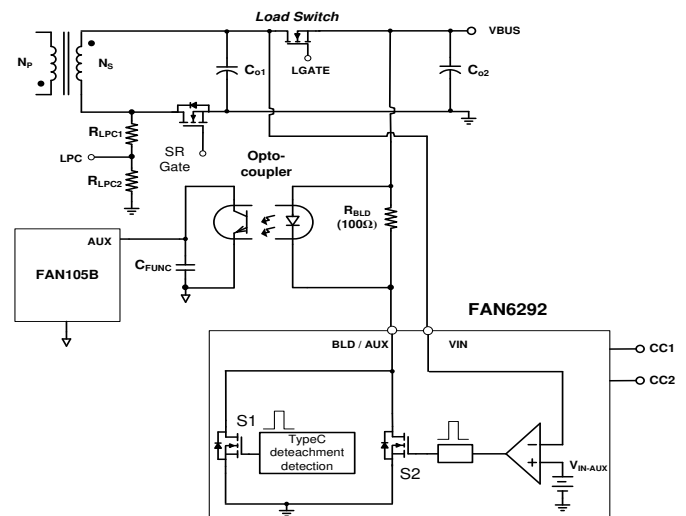 Load Switch
VBUS
NP
NS
Co1
LGATE
Co2
RLPC1
LPC
SR
Gate
RLPC2
Opto-
coupler
RBLD
(100Ω)
AUX
FAN105B
CFUNC
FAN6292
BLD / AUX
VIN
CC1
CC2
S1
TypeC
deteachment
detection
S2
VIN-AUX